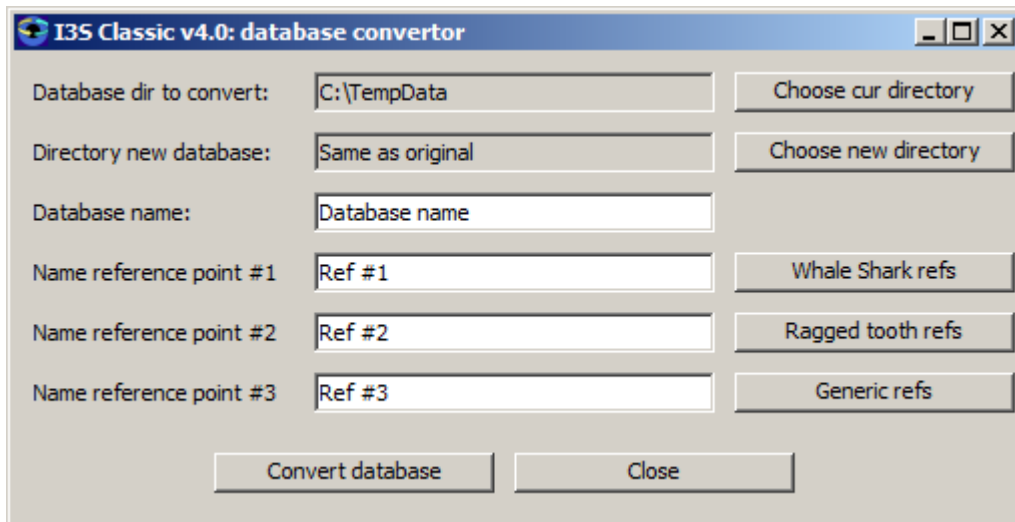 I3S Classic v4.0: database convertor
Database dir to convert: C:\TempData Choose cur directory
Directory new database: Same as original Choose new directory
Database name: Database name
Name reference point #1 Ref #1 Whale Shark refs
Name reference point #2 Ref #2 Ragged tooth refs
Name reference point #3 Ref #3 Generic refs
Convert database Close